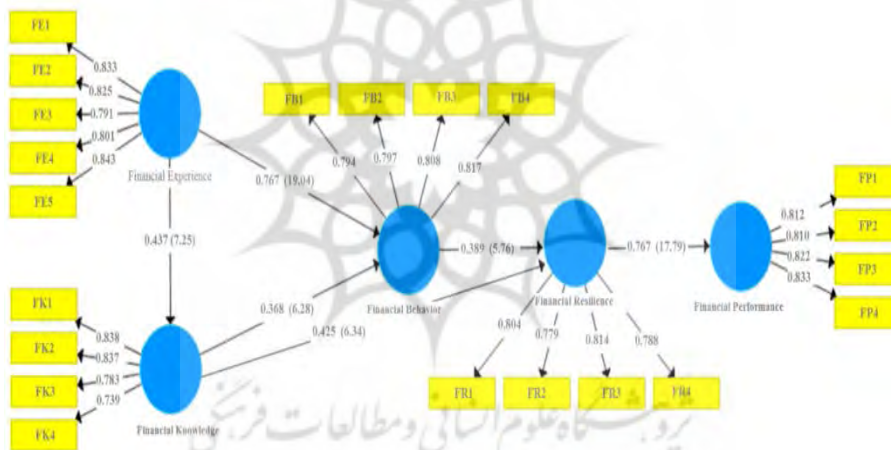 FE1
FE2
FE3
FE4
FE5
0.833
0.825
0.791
0.801
0.843
Financial Experience
FB1
FB2
FB3
FB4
0.794
0.797
0.808
0.817
0.767 (19.04)
0.437 (7.25)
FK1
FK2
FK3
FK4
0.838
0.837
0.783
0.739
Financial Knowledge
0.368 (6.28)
0.425 (6.34)
Financial Behavior
0.389 (5.76)
Financial Resilience
0.767 (17.79)
0.804
0.779
0.814
0.788
FR1
FR2
FR3
FR4
Financial Performance
0.812
0.810
0.822
0.833
FP1
FP2
FP3
FP4
پژوهشگاه علوم انسانی و مطالعات فرهنگی